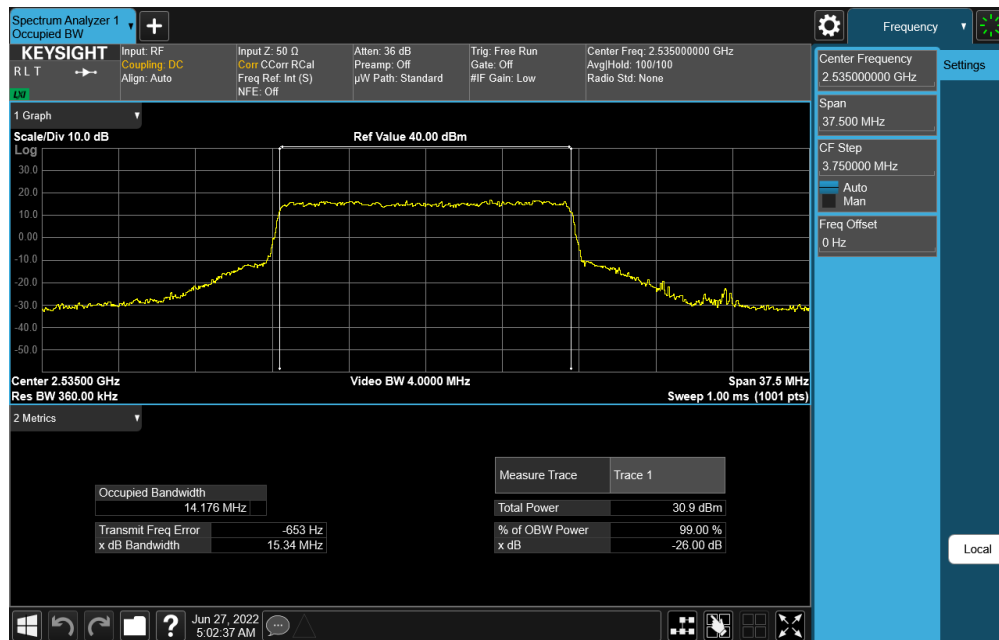 Spectrum Analyzer 1
Occupied BW
Frequency
KEYSIGHT
R L T
LXI
Input: RF
Coupling: DC
Align: Auto
Input Z: 50 Ω
Corr CCorr RCal
Freq Ref: Int (S)
NFE: Off
Atten: 36 dB
Preamp: Off
µW Path: Standard
Trig: Free Run
Gate: Off
#IF Gain: Low
Center Freq: 2.535000000 GHz
Avg|Hold: 100/100
Radio Std: None
Center Frequency
2.535000000 GHz
Settings
Span
37.500 MHz
CF Step
3.750000 MHz
Auto
Man
Freq Offset
0 Hz
Local
1 Graph
Scale/Div 10.0 dB
Ref Value 40.00 dBm
Log
30.0
20.0
10.0
0.00
-10.0
-20.0
-30.0
-40.0
-50.0
Center 2.53500 GHz
Video BW 4.0000 MHz
Span 37.5 MHz
Res BW 360.00 kHz
Sweep 1.00 ms (1001 pts)
2 Metrics
Occupied Bandwidth
14.176 MHz
Transmit Freq Error -653 Hz
x dB Bandwidth 15.34 MHz
Measure Trace Trace 1
Total Power 30.9 dBm
% of OBW Power 99.00 %
x dB -26.00 dB
?
Jun 27, 2022
5:02:37 AM